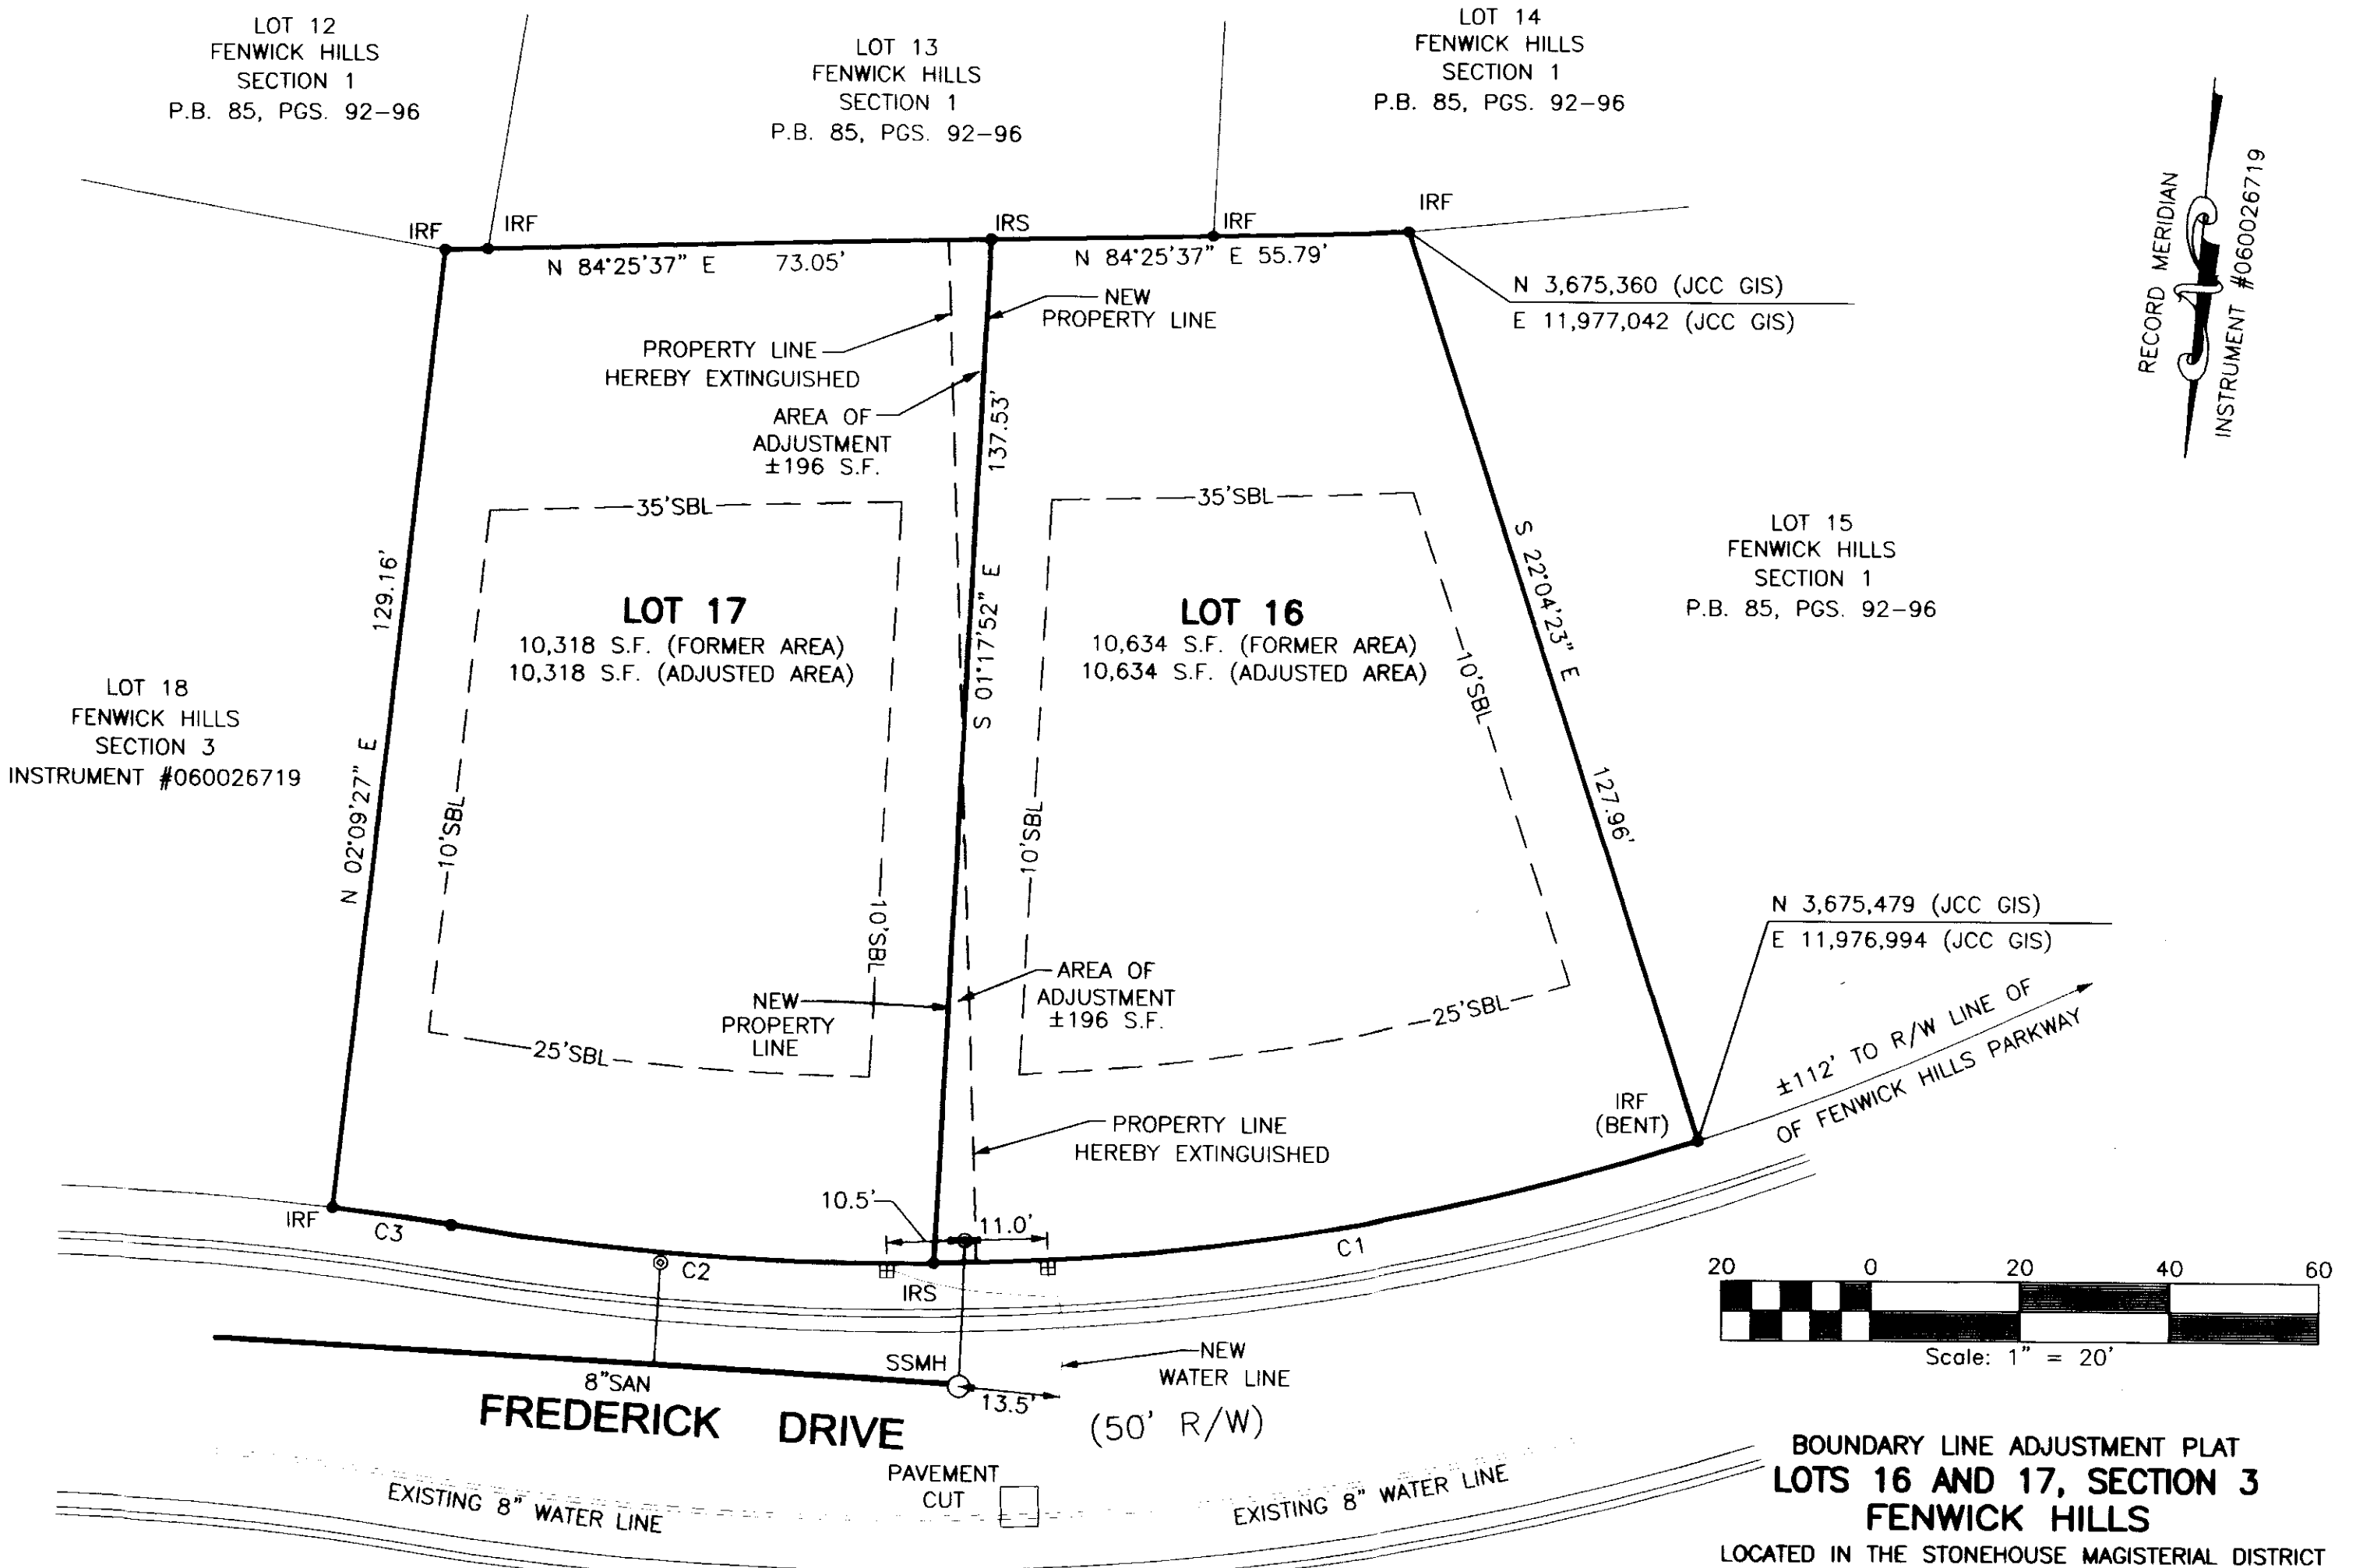 LOT 12
FENWICK HILLS
SECTION 1
P.B. 85, PGS. 92-96
LOT 13
FENWICK HILLS
SECTION 1
P.B. 85, PGS. 92-96
LOT 14
FENWICK HILLS
SECTION 1
P.B. 85, PGS. 92-96
RECORD MERIDIAN
INSTRUMENT #060026719
IRF
IRF
IRS
IRF
IRF
N 84°25'37" E 73.05'
N 84°25'37" E 55.79'
N 3,675,360 (JCC GIS)
E 11,977,042 (JCC GIS)
NEW
PROPERTY LINE
PROPERTY LINE
HEREBY EXTINGUISHED
AREA OF
ADJUSTMENT
±196 S.F.
137.53'
S 01°17'52" E
35'SBL
35'SBL
129.16'
N 02°09'27" E
S 22°04'23" E
127.96'
LOT 17
10,318 S.F. (FORMER AREA)
10,318 S.F. (ADJUSTED AREA)
LOT 16
10,634 S.F. (FORMER AREA)
10,634 S.F. (ADJUSTED AREA)
LOT 15
FENWICK HILLS
SECTION 1
P.B. 85, PGS. 92-96
LOT 18
FENWICK HILLS
SECTION 3
INSTRUMENT #060026719
10'SBL
10'SBL
10'SBL
10'SBL
N 3,675,479 (JCC GIS)
E 11,976,994 (JCC GIS)
AREA OF
ADJUSTMENT
±196 S.F.
NEW
PROPERTY
LINE
25'SBL
25'SBL
±112' TO R/W LINE OF
OF FENWICK HILLS PARKWAY
IRF
(BENT)
PROPERTY LINE
HEREBY EXTINGUISHED
10.5'
11.0'
IRF
C3
C2
IRS
C1
20 0 20 40 60
Scale: 1" = 20'
SSMH
8"SAN
13.5'
NEW
WATER LINE
FREDERICK DRIVE (50' R/W)
PAVEMENT
CUT
EXISTING 8" WATER LINE
EXISTING 8" WATER LINE
BOUNDARY LINE ADJUSTMENT PLAT
LOTS 16 AND 17, SECTION 3
FENWICK HILLS
LOCATED IN THE STONEHOUSE MAGISTERIAL DISTRICT